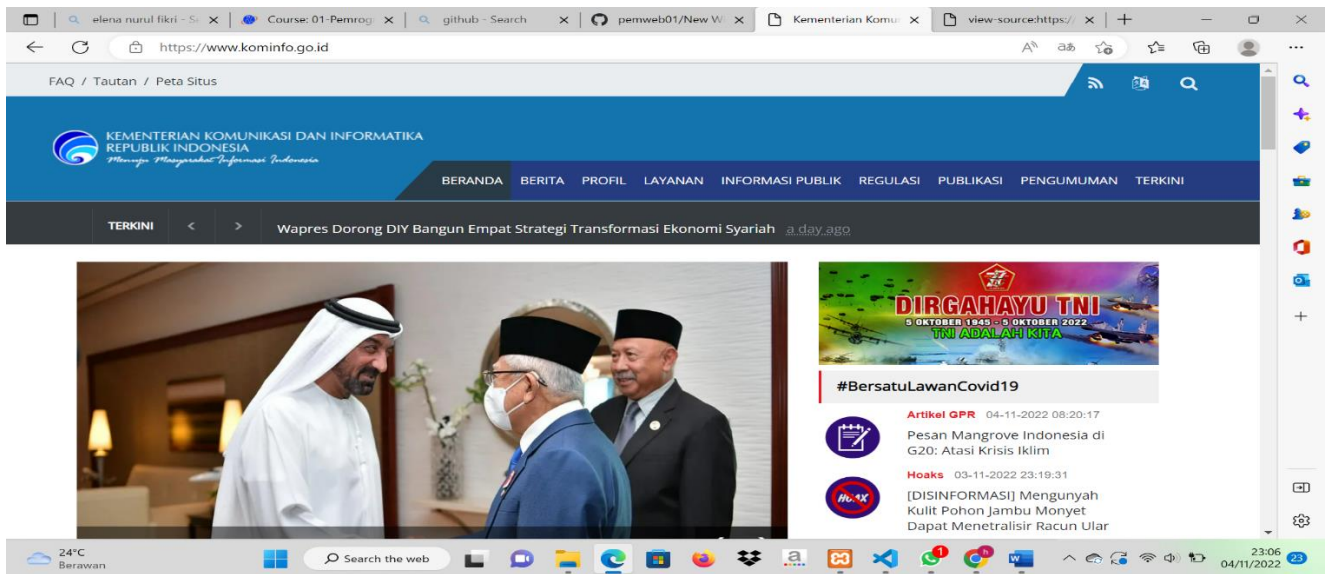 elena nurul fikri - Se
Course: 01-Pemrog
github - Search
pemweb01/New W
Kementerian Komu
view-source:https://
https://www.kominfo.go.id
FAQ / Tautan / Peta Situs
KEMENTERIAN KOMUNIKASI DAN INFORMATIKA
REPUBLIK INDONESIA
Menuju Masyarakat Informasi Indonesia
BERANDA BERITA PROFIL LAYANAN INFORMASI PUBLIK REGULASI PUBLIKASI PENGUMUMAN TERKINI
TERKINI < > Wapres Dorong DIY Bangun Empat Strategi Transformasi Ekonomi Syariah a day ago
DIRGAHAYU TNI
5 OKTOBER 1945 - 5 OKTOBER 2022
TNI ADALAH KITA
#BersatuLawanCovid19
Artikel GPR 04-11-2022 08:20:17
Pesan Mangrove Indonesia di
G20: Atasi Krisis Iklim
Hoaks 03-11-2022 23:19:31
HOAX
[DISINFORMASI] Mengunyah
Kulit Pohon Jambu Monyet
Dapat Menetralisir Racun Ular
24°C
Berawan
Search the web
23:06
04/11/2022
23